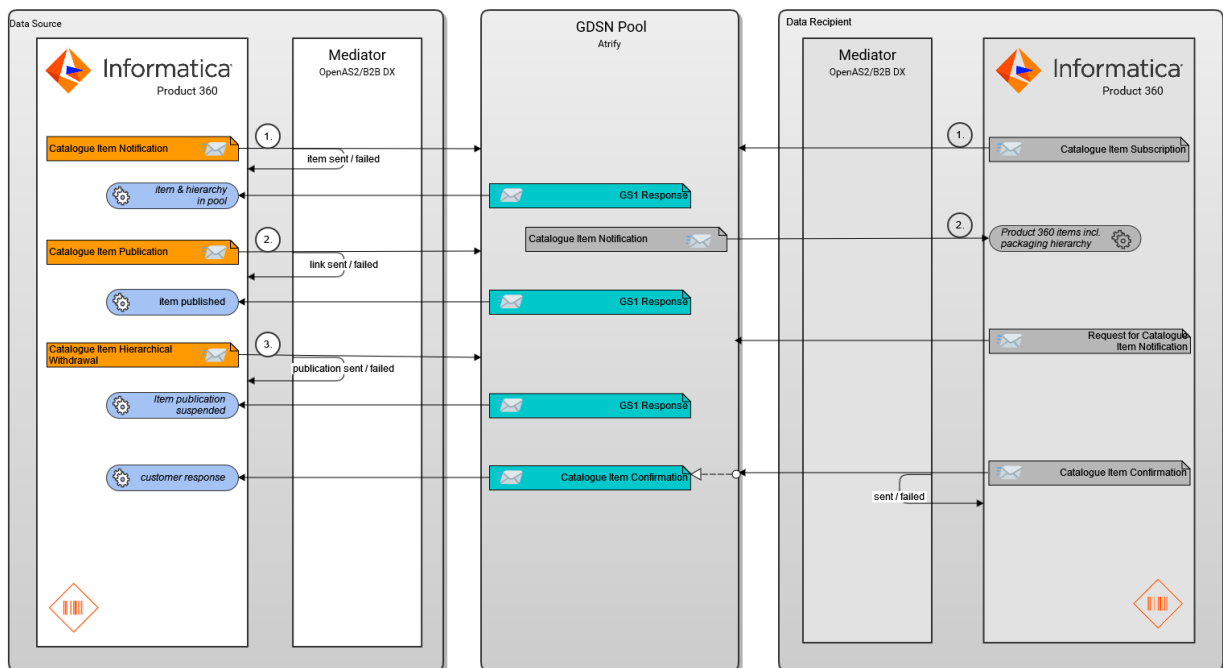 Data Source
Informatica
Product 360
Mediator
OpenAS2/B2B DX
GDSN Pool
Atrify
Data Recipient
Mediator
OpenAS2/B2B DX
Informatica
Product 360
Catalogue Item Notification
1.
item sent / failed
1.
Catalogue Item Subscription
item & hierarchy
in pool
GS1 Response
Catalogue Item Publication
2.
link sent / failed
Catalogue Item Notification
2.
Product 360 items incl.
packaging hierarchy
item published
GS1 Response
Catalogue Item Hierarchical
Withdrawal
3.
publication sent / failed
Request for Catalogue
Item Notification
Item publication
suspended
GS1 Response
customer response
Catalogue Item Confirmation
Catalogue Item Confirmation
sent / failed